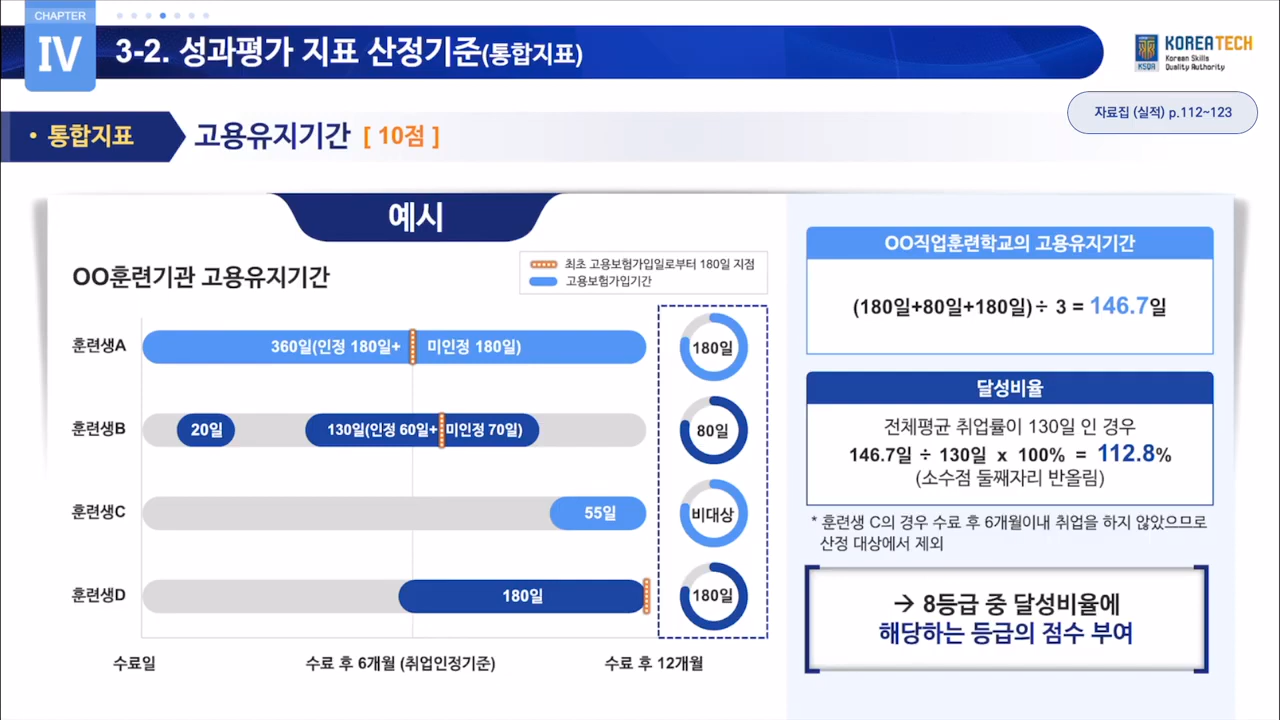 CHAPTER
IV
3-2. 성과평가 지표 산정기준(통합지표)
KSQA
KOREATECH
Korean Skills
Quality Authority
자료집 (실적) p.112~123
• 통합지표
고용유지기간 [ 10점 ]
예시
OO훈련기관 고용유지기간
최초 고용보험가입일로부터 180일 지점
고용보험가입기간
훈련생A
360일(인정 180일+ 미인정 180일)
180일
훈련생B
20일
130일(인정 60일+ 미인정 70일)
80일
훈련생C
55일
비대상
훈련생D
180일
180일
수료일
수료 후 6개월 (취업인정기준)
수료 후 12개월
OO직업훈련학교의 고용유지기간
(180일+80일+180일)÷ 3 = 146.7일
달성비율
전체평균 취업률이 130일 인 경우
146.7일 ÷ 130일 x 100% = 112.8%
(소수점 둘째자리 반올림)
* 훈련생 C의 경우 수료 후 6개월이내 취업을 하지 않았으므로
산정 대상에서 제외
→ 8등급 중 달성비율에
해당하는 등급의 점수 부여